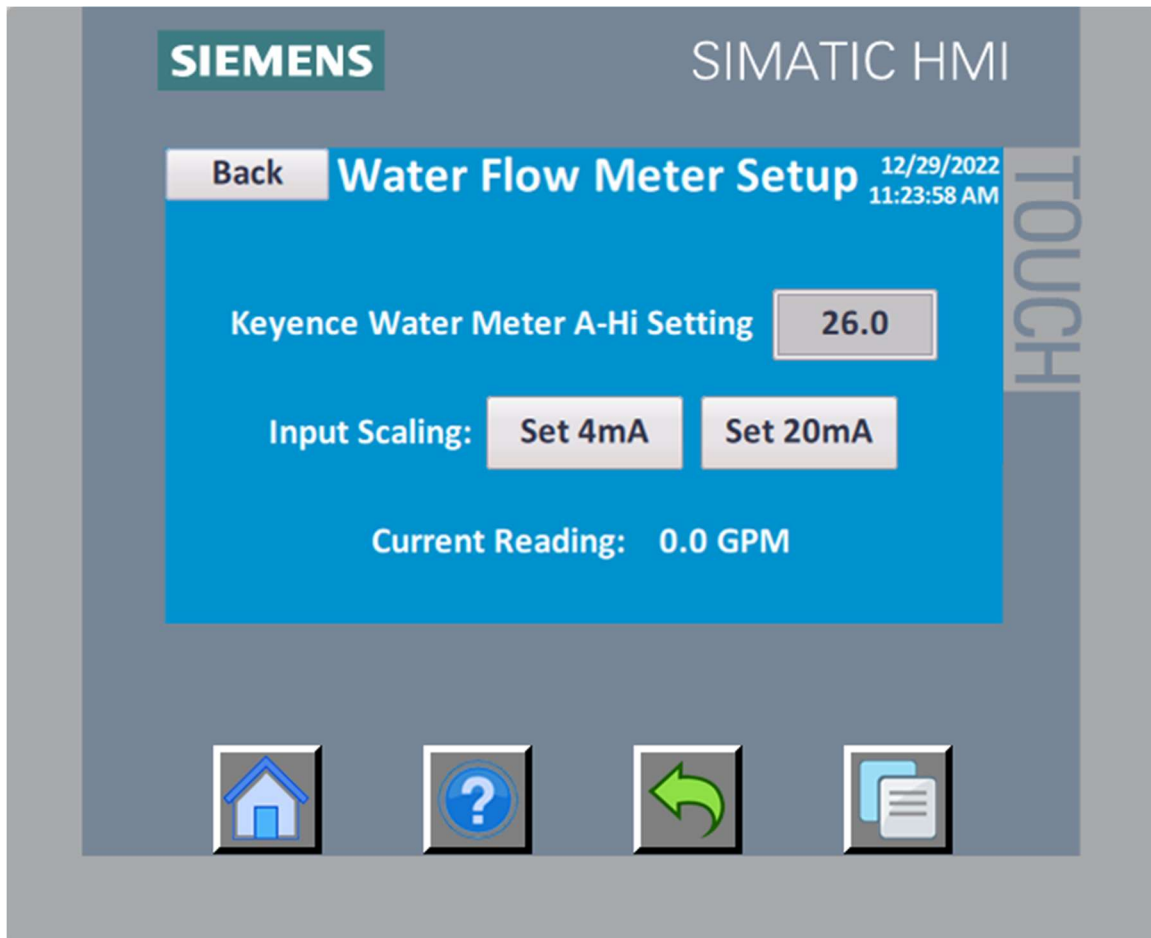 SIEMENS
SIMATIC HMI
Back
Water Flow Meter Setup
12/29/2022
11:23:58 AM
TOUCH
Keyence Water Meter A-Hi Setting 26.0
Input Scaling: Set 4mA Set 20mA
Current Reading: 0.0 GPM
?